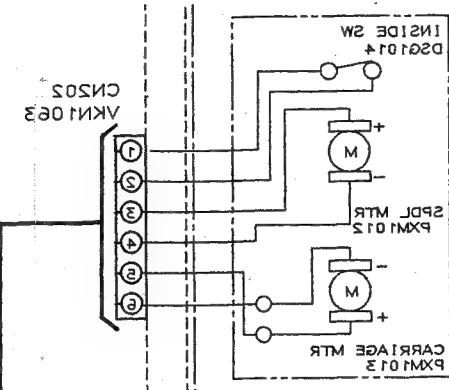 INSIDE SW
DSG1014
CN202
VKN1063
1
2
3
4
5
6
+
M
−
SPDL MTR
PXM1012
−
M
+
CARRIAGE MTR
PXM1013